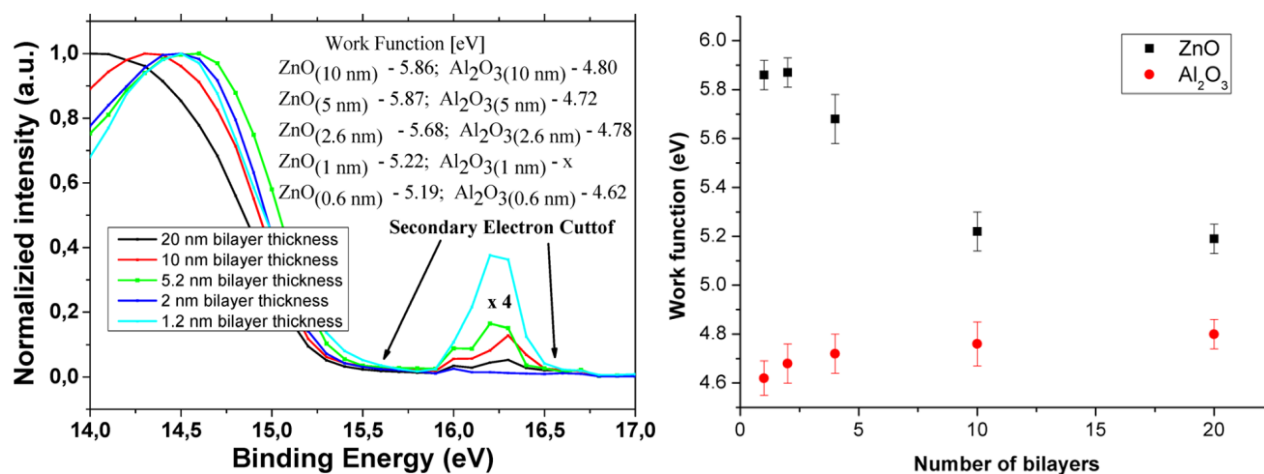 Normalizied intensity (a.u.)
1,0
0,8
0,6
0,4
0,2
0,0
Work Function [eV]
ZnO(10 nm) - 5.86; Al2O3(10 nm) - 4.80
ZnO(5 nm) - 5.87; Al2O3(5 nm) - 4.72
ZnO(2.6 nm) - 5.68; Al2O3(2.6 nm) - 4.78
ZnO(1 nm) - 5.22; Al2O3(1 nm) - x
ZnO(0.6 nm) - 5.19; Al2O3(0.6 nm) - 4.62
Secondary Electron Cuttof
20 nm bilayer thickness
10 nm bilayer thickness
5.2 nm bilayer thickness
2 nm bilayer thickness
1.2 nm bilayer thickness
x 4
14,0 14,5 15,0 15,5 16,0 16,5 17,0
Binding Energy (eV)
Work function (eV)
6.0
5.8
5.6
5.4
5.2
5.0
4.8
4.6
ZnO
Al2O3
0 5 10 15 20
Number of bilayers